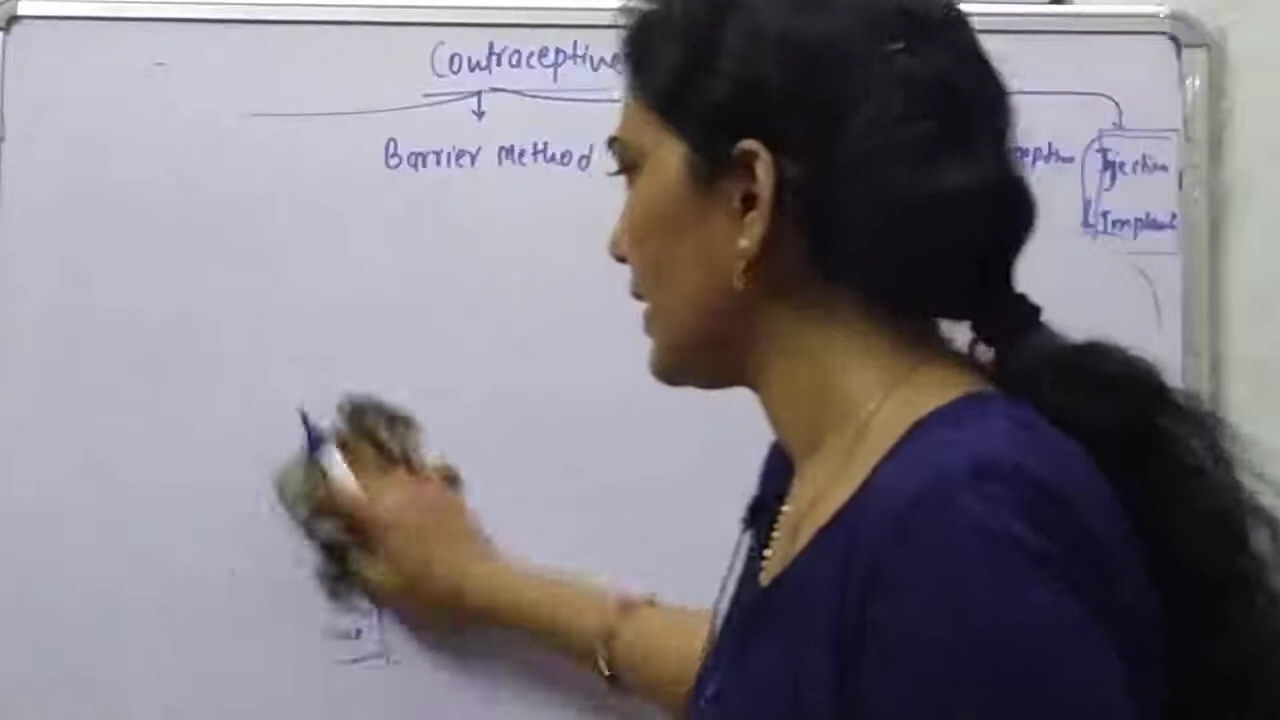 Contraceptive
Barrier Method
Injection
Implant